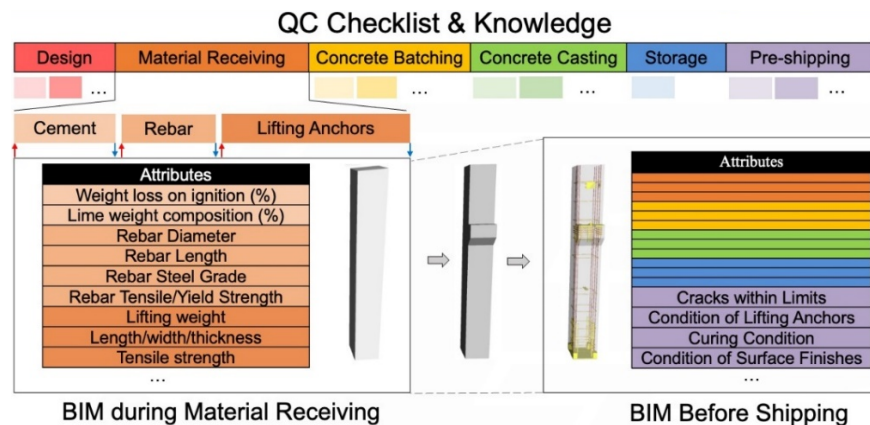 QC Checklist & Knowledge
Design Material Receiving Concrete Batching Concrete Casting Storage Pre-shipping
... ... ... ...
Cement Rebar Lifting Anchors
Attributes
Weight loss on ignition (%)
Lime weight composition (%)
Rebar Diameter
Rebar Length
Rebar Steel Grade
Rebar Tensile/Yield Strength
Lifting weight
Length/width/thickness
Tensile strength
...
BIM during Material Receiving
Attributes
Cracks within Limits
Condition of Lifting Anchors
Curing Condition
Condition of Surface Finishes
...
BIM Before Shipping